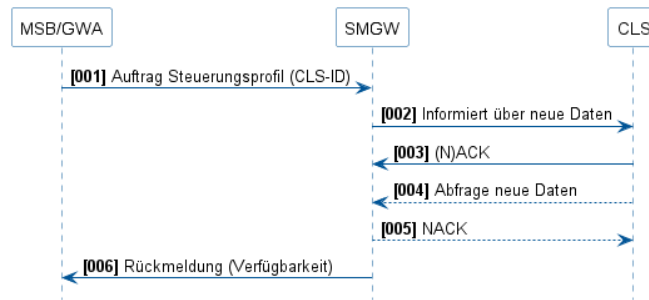 MSB/GWA
SMGW
CLS
[001] Auftrag Steuerungsprofil (CLS-ID)
[002] Informiert über neue Daten
[003] (N)ACK
[004] Abfrage neue Daten
[005] NACK
[006] Rückmeldung (Verfügbarkeit)